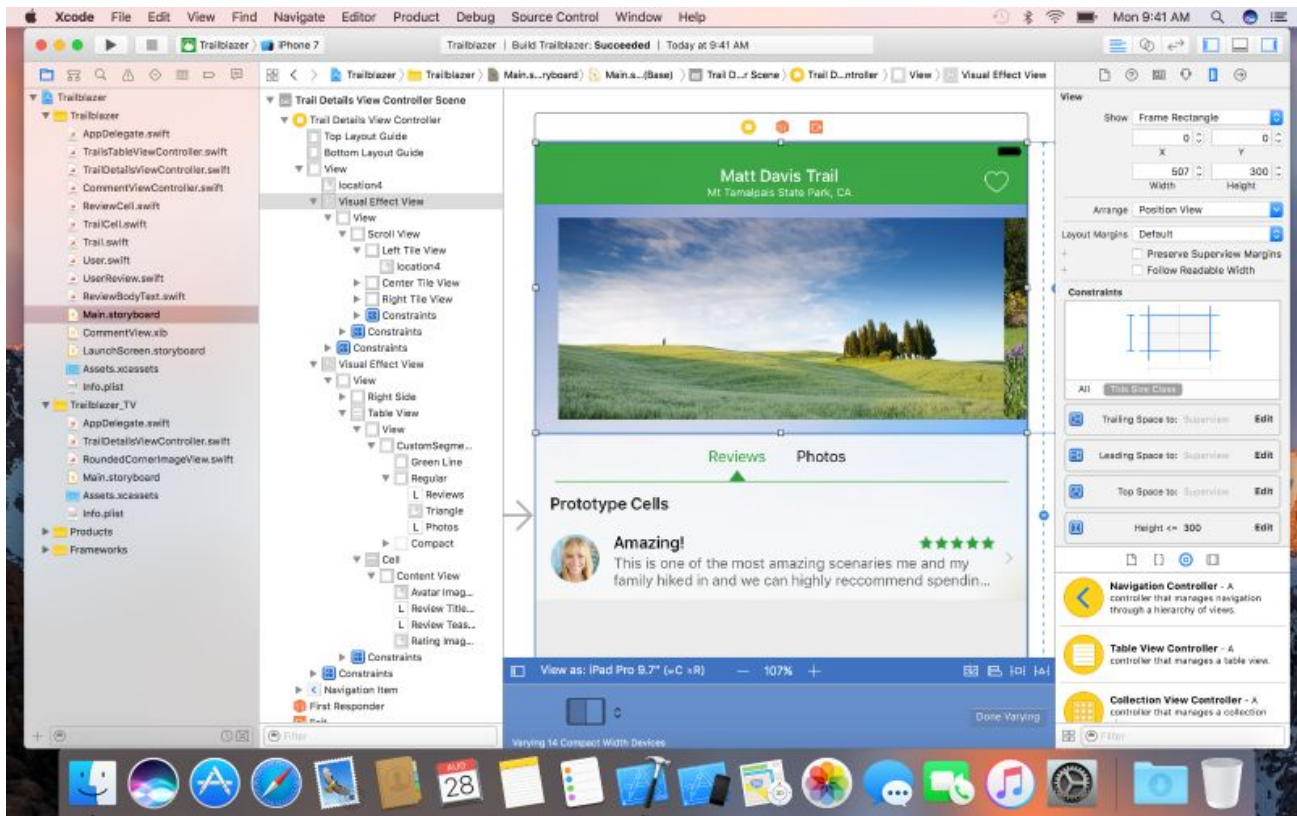 Xcode File Edit View Find Navigate Editor Product Debug Source Control Window Help
Mon 9:41 AM
Trailblazer iPhone 7
Trailblazer | Build Trailblazer: Succeeded | Today at 9:41 AM
Trailblazer Trailblazer Main.s...ryboard Main.s...(Base) Trail D...r Scene Trail D...ntroller View Visual Effect View
Trailblazer
Trailblazer
AppDelegate.swift
TrailsTableViewController.swift
TrailDetailsViewController.swift
CommentViewController.swift
ReviewCell.swift
TrailCell.swift
Trail.swift
User.swift
UserReview.swift
ReviewBodyText.swift
Main.storyboard
CommentView.xib
LaunchScreen.storyboard
Assets.xcassets
Info.plist
Trailblazer_TV
AppDelegate.swift
TrailDetailsViewController.swift
RoundedCornerImageView.swift
Main.storyboard
Assets.xcassets
Info.plist
Products
Frameworks
Trail Details View Controller Scene
Trail Details View Controller
Top Layout Guide
Bottom Layout Guide
View
location4
Visual Effect View
View
Scroll View
Left Tile View
location4
Center Tile View
Right Tile View
Constraints
Constraints
Constraints
Visual Effect View
View
Right Side
Table View
View
CustomSegme...
Green Line
Regular
L Reviews
Triangle
L Photos
Compact
Cell
Content View
Avatar Imag...
L Review Title...
L Review Teas...
Rating Imag...
Constraints
Constraints
Navigation Item
First Responder
Filter
Matt Davis Trail
Mt Tamalpais State Park, CA
Reviews Photos
Prototype Cells
Amazing!
This is one of the most amazing scenaries me and my
family hiked in and we can highly reccommend spendin...
View as: iPad Pro 9.7" (wC hR) — 107% +
Done Varying
Varying 14 Compact Width Devices
View
Show Frame Rectangle
0 0
X Y
507 300
Width Height
Arrange Position View
Layout Margins Default
Preserve Superview Margins
Follow Readable Width
Constraints
All This Size Class
Trailing Space to: Superview Edit
Leading Space to: Superview Edit
Top Space to: Superview Edit
Height <= 300 Edit
Navigation Controller - A
controller that manages navigation
through a hierarchy of views.
Table View Controller - A
controller that manages a table view.
Collection View Controller - A
controller that manages a collection
Filter
AUG
28